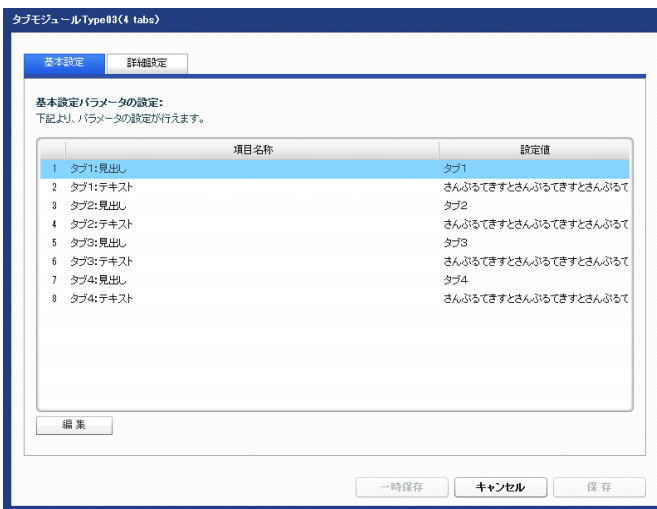 タブモジュールType03(4 tabs)
基本設定 詳細設定
基本設定パラメータの設定:
下記より、パラメータの設定が行えます。
項目名称 設定値
1 タブ1:見出し タブ1
2 タブ1:テキスト さんぷるてきすとさんぷるてきすとさんぷるて
3 タブ2:見出し タブ2
4 タブ2:テキスト さんぷるてきすとさんぷるてきすとさんぷるて
5 タブ3:見出し タブ3
6 タブ3:テキスト さんぷるてきすとさんぷるてきすとさんぷるて
7 タブ4:見出し タブ4
8 タブ4:テキスト さんぷるてきすとさんぷるてきすとさんぷるて
編集
一時保存 キャンセル 保存